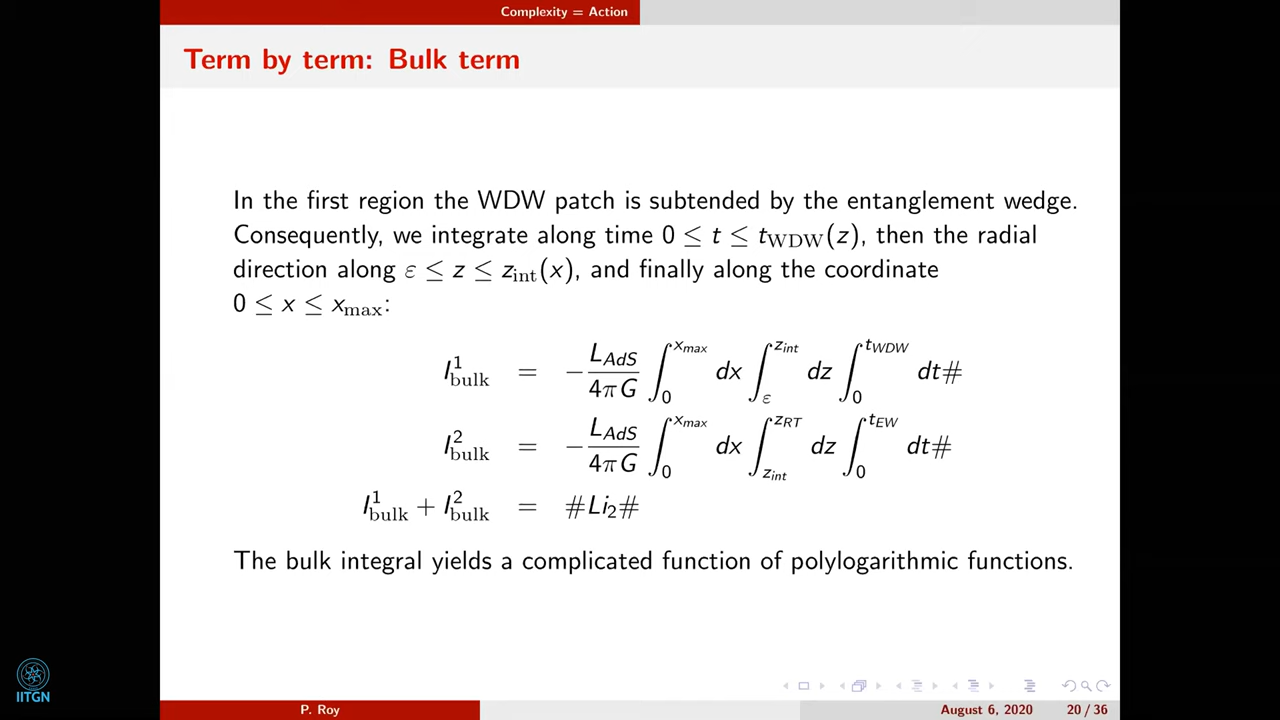 Complexity = Action
Term by term: Bulk term
In the first region the WDW patch is subtended by the entanglement wedge.
Consequently, we integrate along time 0 ≤ t ≤ t_WDW(z), then the radial
direction along ε ≤ z ≤ z_int(x), and finally along the coordinate
0 ≤ x ≤ x_max:
I^1_bulk = −L_AdS/4πG ∫_0^{x_max} dx ∫_ε^{z_int} dz ∫_0^{t_WDW} dt#
I^2_bulk = −L_AdS/4πG ∫_0^{x_max} dx ∫_{z_int}^{z_RT} dz ∫_0^{t_EW} dt#
I^1_bulk + I^2_bulk = #Li_2#
The bulk integral yields a complicated function of polylogarithmic functions.
IITGN
P. Roy
August 6, 2020
20 / 36